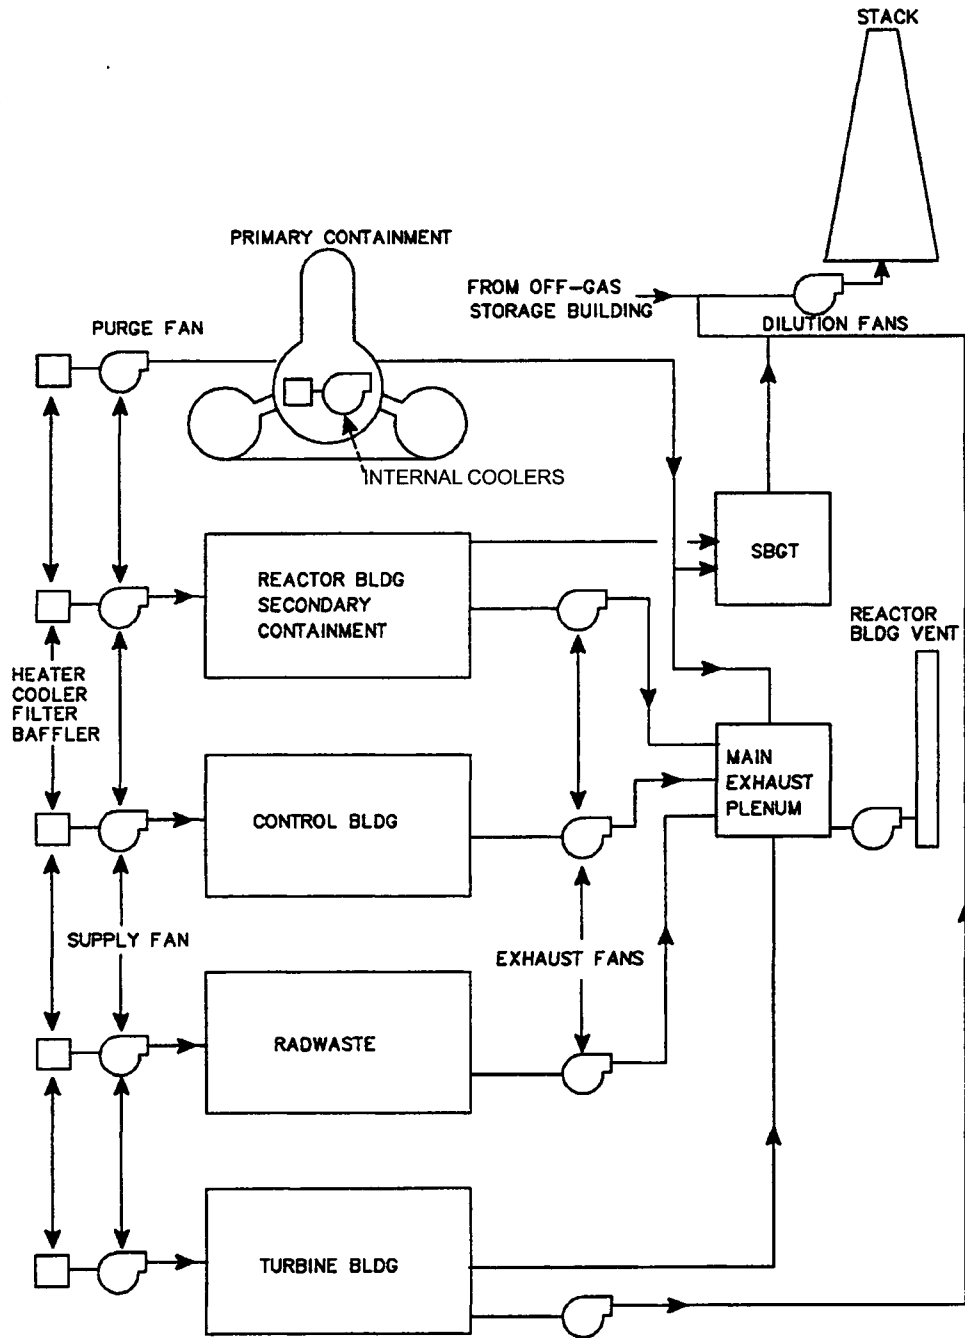 STACK
PRIMARY CONTAINMENT
FROM OFF-GAS
STORAGE BUILDING
PURGE FAN
DILUTION FANS
INTERNAL COOLERS
SBGT
REACTOR BLDG
SECONDARY
CONTAINMENT
REACTOR
BLDG VENT
HEATER
COOLER
FILTER
BAFFLER
MAIN
EXHAUST
PLENUM
CONTROL BLDG
SUPPLY FAN
EXHAUST FANS
RADWASTE
TURBINE BLDG